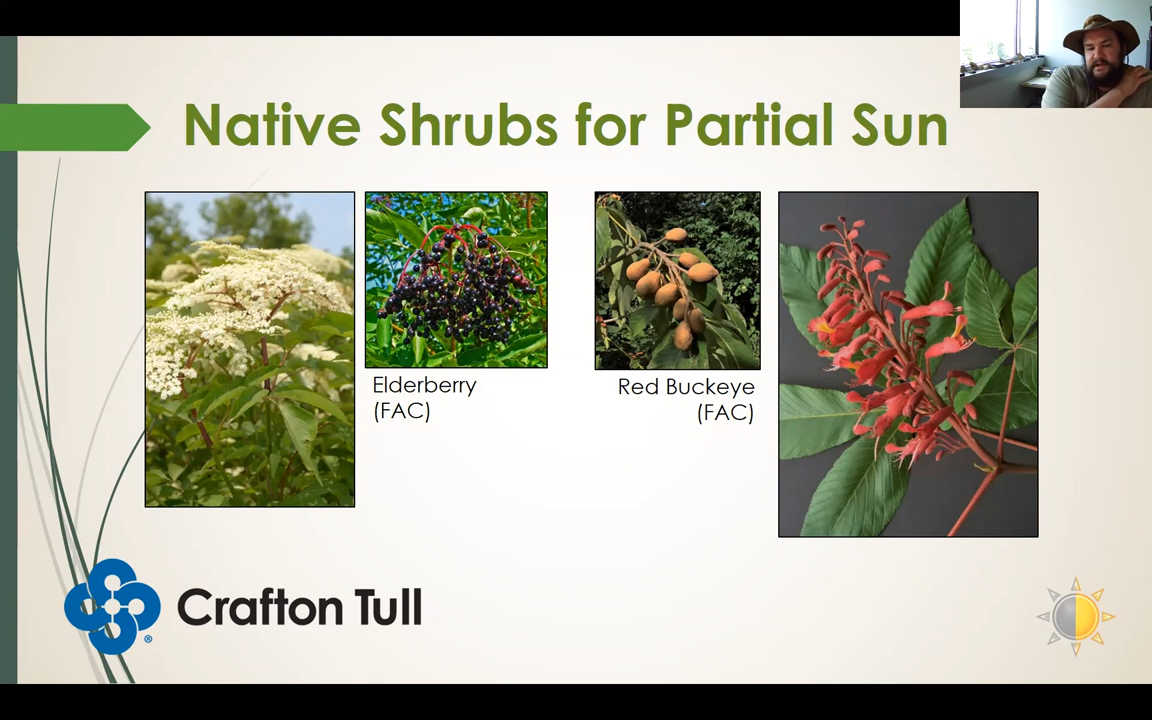 Native Shrubs for Partial Sun
Elderberry
(FAC)
Red Buckeye
(FAC)
Crafton Tull
®